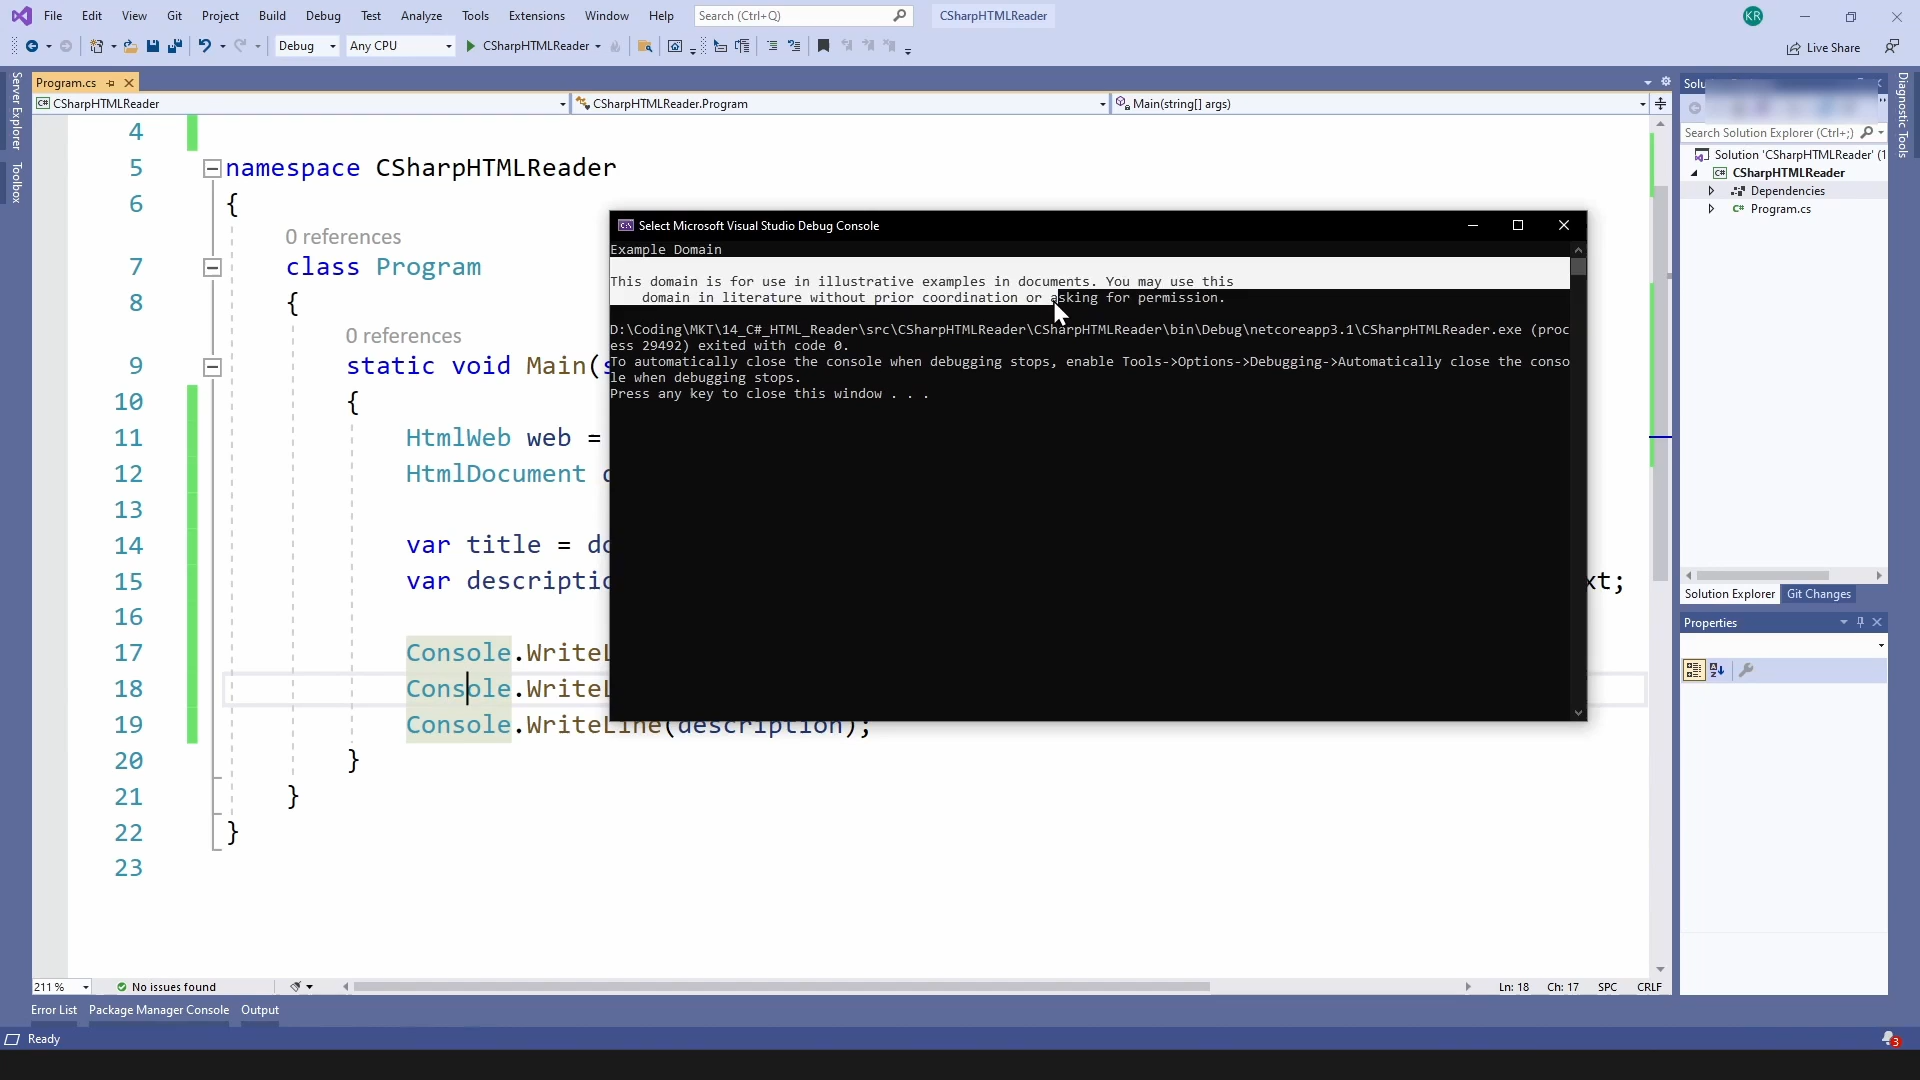 File Edit View Git Project Build Debug Test Analyze Tools Extensions Window Help Search (Ctrl+Q) CSharpHTMLReader KR
Debug Any CPU CSharpHTMLReader Live Share
Server Explorer
Toolbox
Program.cs
CSharpHTMLReader CSharpHTMLReader.Program Main(string[] args)
4
5 namespace CSharpHTMLReader
6 {
0 references
7 class Program
8 {
0 references
9 static void Main(
10 {
11 HtmlWeb web =
12 HtmlDocument
13
14 var title =
15 var xt;
16
17 Console.
18 Console.
19 Console.WriteLine(description);
20 }
21 }
22 }
23
Select Microsoft Visual Studio Debug Console
Example Domain
This domain is for use in illustrative examples in documents. You may use this
domain in literature without prior coordination or asking for permission.
D:\Coding\MKT\14_C#_HTML_Reader\src\CSharpHTMLReader\CSharpHTMLReader\bin\Debug\netcoreapp3.1\CSharpHTMLReader.exe (proc
ess 29492) exited with code 0.
To automatically close the console when debugging stops, enable Tools->Options->Debugging->Automatically close the conso
le when debugging stops.
Press any key to close this window . . .
211 % No issues found Ln: 18 Ch: 17 SPC CRLF
Error List Package Manager Console Output
Ready
Search Solution Explorer (Ctrl+;)
Solution 'CSharpHTMLReader' (1
CSharpHTMLReader
Dependencies
Program.cs
Solution Explorer Git Changes
Properties
Diagnostic Tools
3